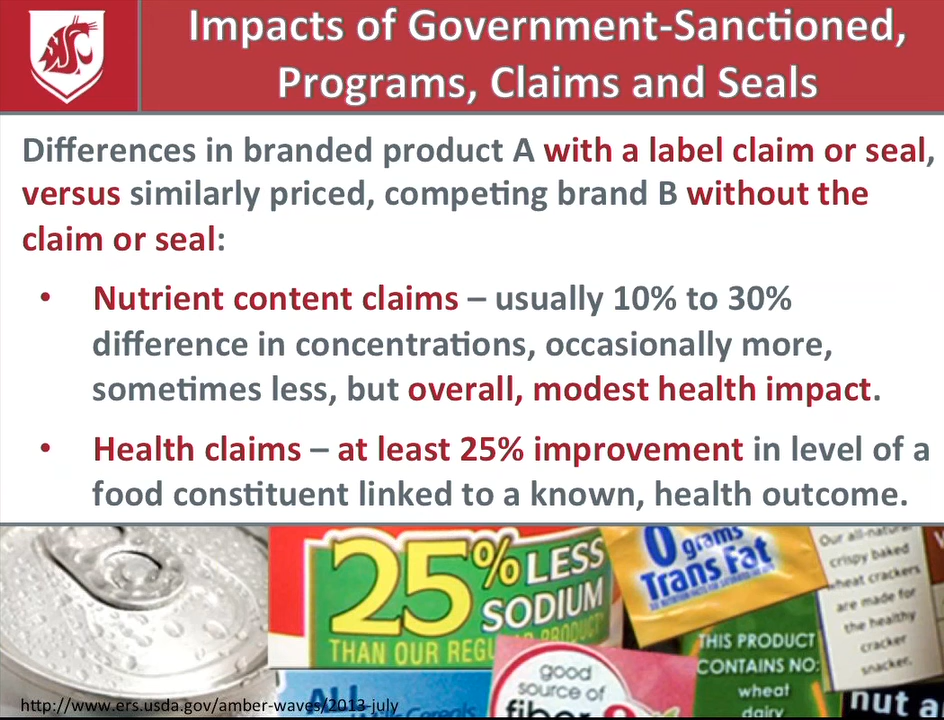 Impacts of Government-Sanctioned,
Programs, Claims and Seals
Differences in branded product A with a label claim or seal,
versus similarly priced, competing brand B without the
claim or seal:
• Nutrient content claims – usually 10% to 30%
difference in concentrations, occasionally more,
sometimes less, but overall, modest health impact.
• Health claims – at least 25% improvement in level of a
food constituent linked to a known, health outcome.
25% LESS
SODIUM
THAN OUR REGULAR PRODUCT
0 grams
Trans Fat
Our all-natural
crispy baked
wheat crackers
are made for
the healthy
cracker
snacker.
THIS PRODUCT
CONTAINS NO:
wheat
dairy
good
source of
fiber
All
Cereals
nut a
http://www.ers.usda.gov/amber-waves/2013-july